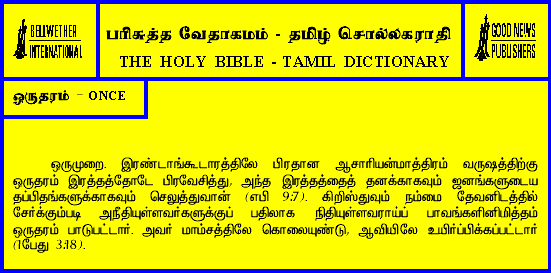 BELLWETHER
INTERNATIONAL
பரிசுத்த வேதாகமம் - தமிழ் சொல்லகராதி
THE HOLY BIBLE - TAMIL DICTIONARY
GOOD NEWS
PUBLISHERS
ஒருதரம் - ONCE
ஒருமுறை. இரண்டாங்கூடாரத்திலே பிரதான ஆசாரியன்மாத்திரம் வருஷத்திற்கு
ஒருதரம் இரத்தத்தோடே பிரவேசித்து, அந்த இரத்தத்தைத் தனக்காகவும் ஜனங்களுடைய
தப்பிதங்களுக்காகவும் செலுத்துவான் (எபி 9:7). கிறிஸ்துவும் நம்மை தேவனிடத்தில்
சேர்க்கும்படி அநீதியுள்ளவர்களுக்குப் பதிலாக நிதியுள்ளவராய்ப் பாவங்களினிமித்தம்
ஒருதரம் பாடுபட்டார். அவர் மாம்சத்திலே கொலையுண்டு, ஆவியிலே உயிர்ப்பிக்கப்பட்டார்
(1பேது 3:18).